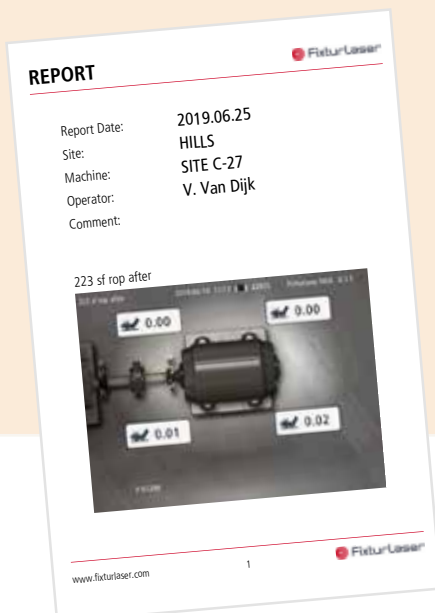 REPORT
Fixturlaser
Report Date: 2019.06.25
Site: HILLS
Machine: SITE C-27
Operator: V. Van Dijk
Comment:
223 sf rop after
0.00
0.00
0.01
0.02
www.fixturlaser.com
1
Fixturlaser